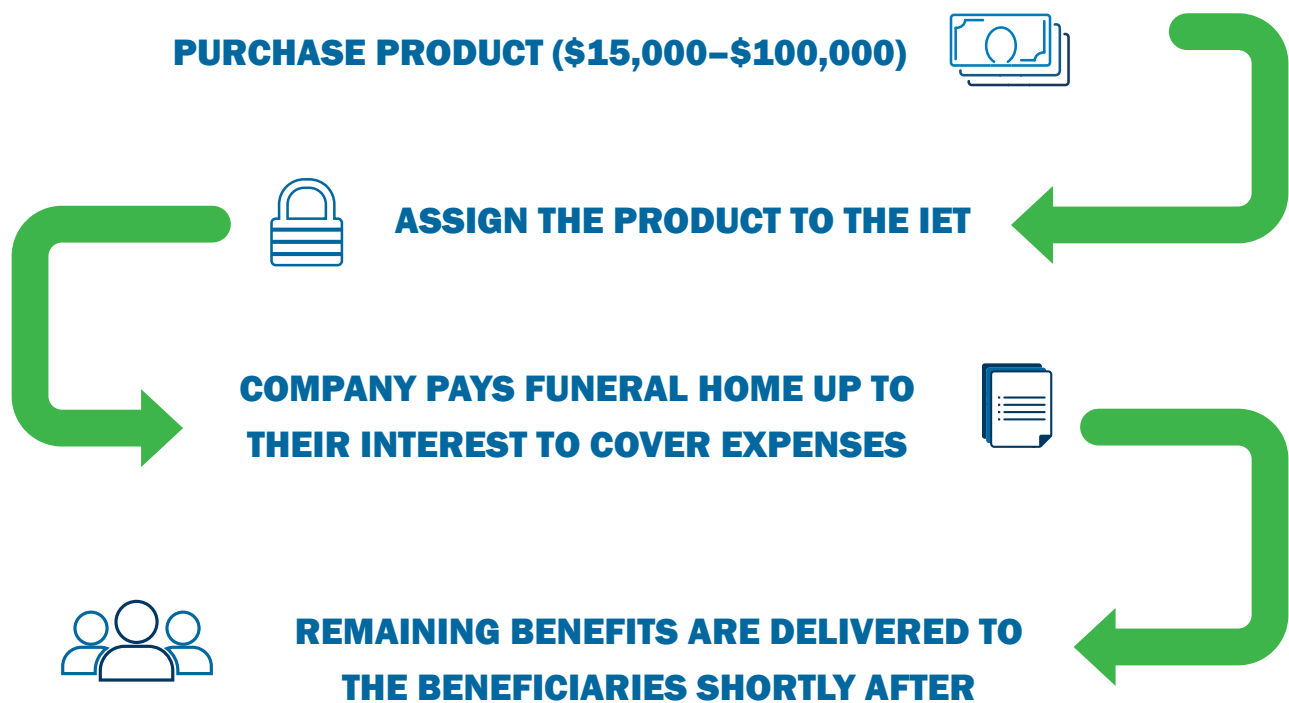 PURCHASE PRODUCT ($15,000–$100,000)
ASSIGN THE PRODUCT TO THE IET
COMPANY PAYS FUNERAL HOME UP TO
THEIR INTEREST TO COVER EXPENSES
REMAINING BENEFITS ARE DELIVERED TO
THE BENEFICIARIES SHORTLY AFTER